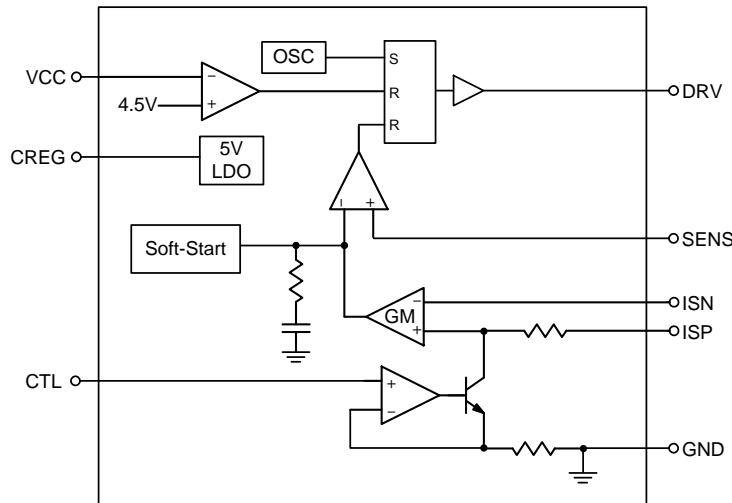 OSC
S
VCC
−
R
DRV
4.5V
+
R
CREG
5V
LDO
−
+
Soft-Start
SENS
−
ISN
GM
+
ISP
CTL
+
−
GND